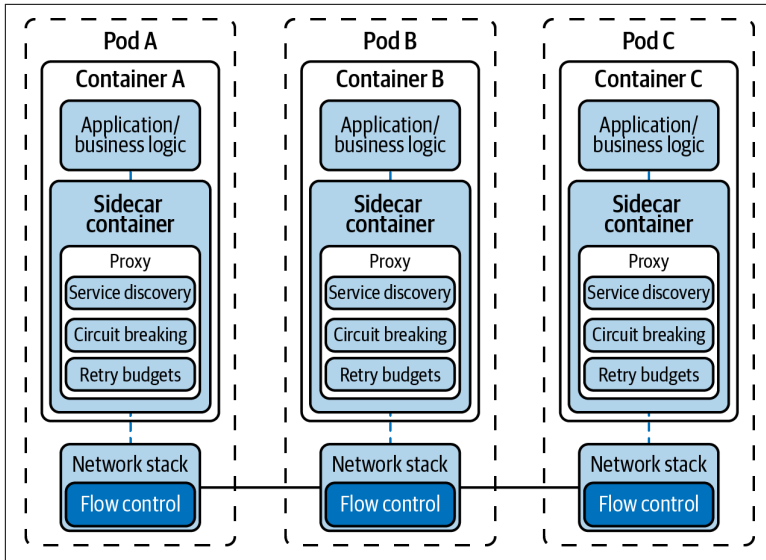 Pod A
Container A
Application/
business logic
Sidecar
container
Proxy
Service discovery
Circuit breaking
Retry budgets
Network stack
Flow control
Pod B
Container B
Application/
business logic
Sidecar
container
Proxy
Service discovery
Circuit breaking
Retry budgets
Network stack
Flow control
Pod C
Container C
Application/
business logic
Sidecar
container
Proxy
Service discovery
Circuit breaking
Retry budgets
Network stack
Flow control